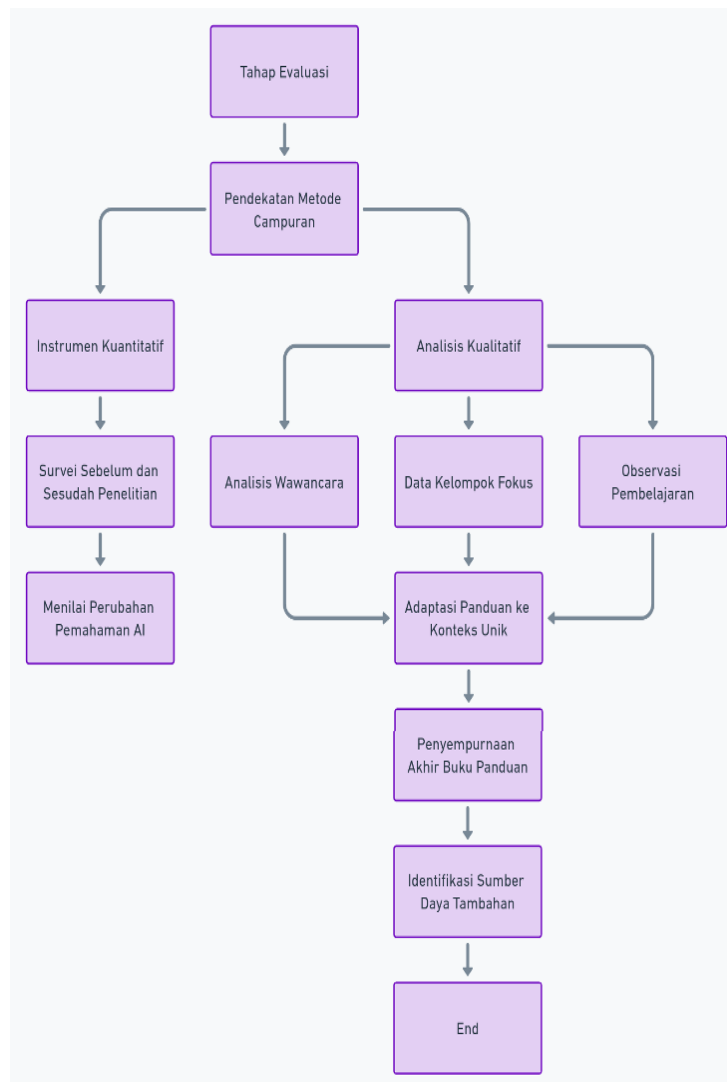 Tahap Evaluasi
Pendekatan Metode
Campuran
Instrumen Kuantitatif
Analisis Kualitatif
Survei Sebelum dan
Sesudah Penelitian
Analisis Wawancara
Data Kelompok Fokus
Observasi
Pembelajaran
Menilai Perubahan
Pemahaman AI
Adaptasi Panduan ke
Konteks Unik
Penyempurnaan
Akhir Buku Panduan
Identifikasi Sumber
Daya Tambahan
End